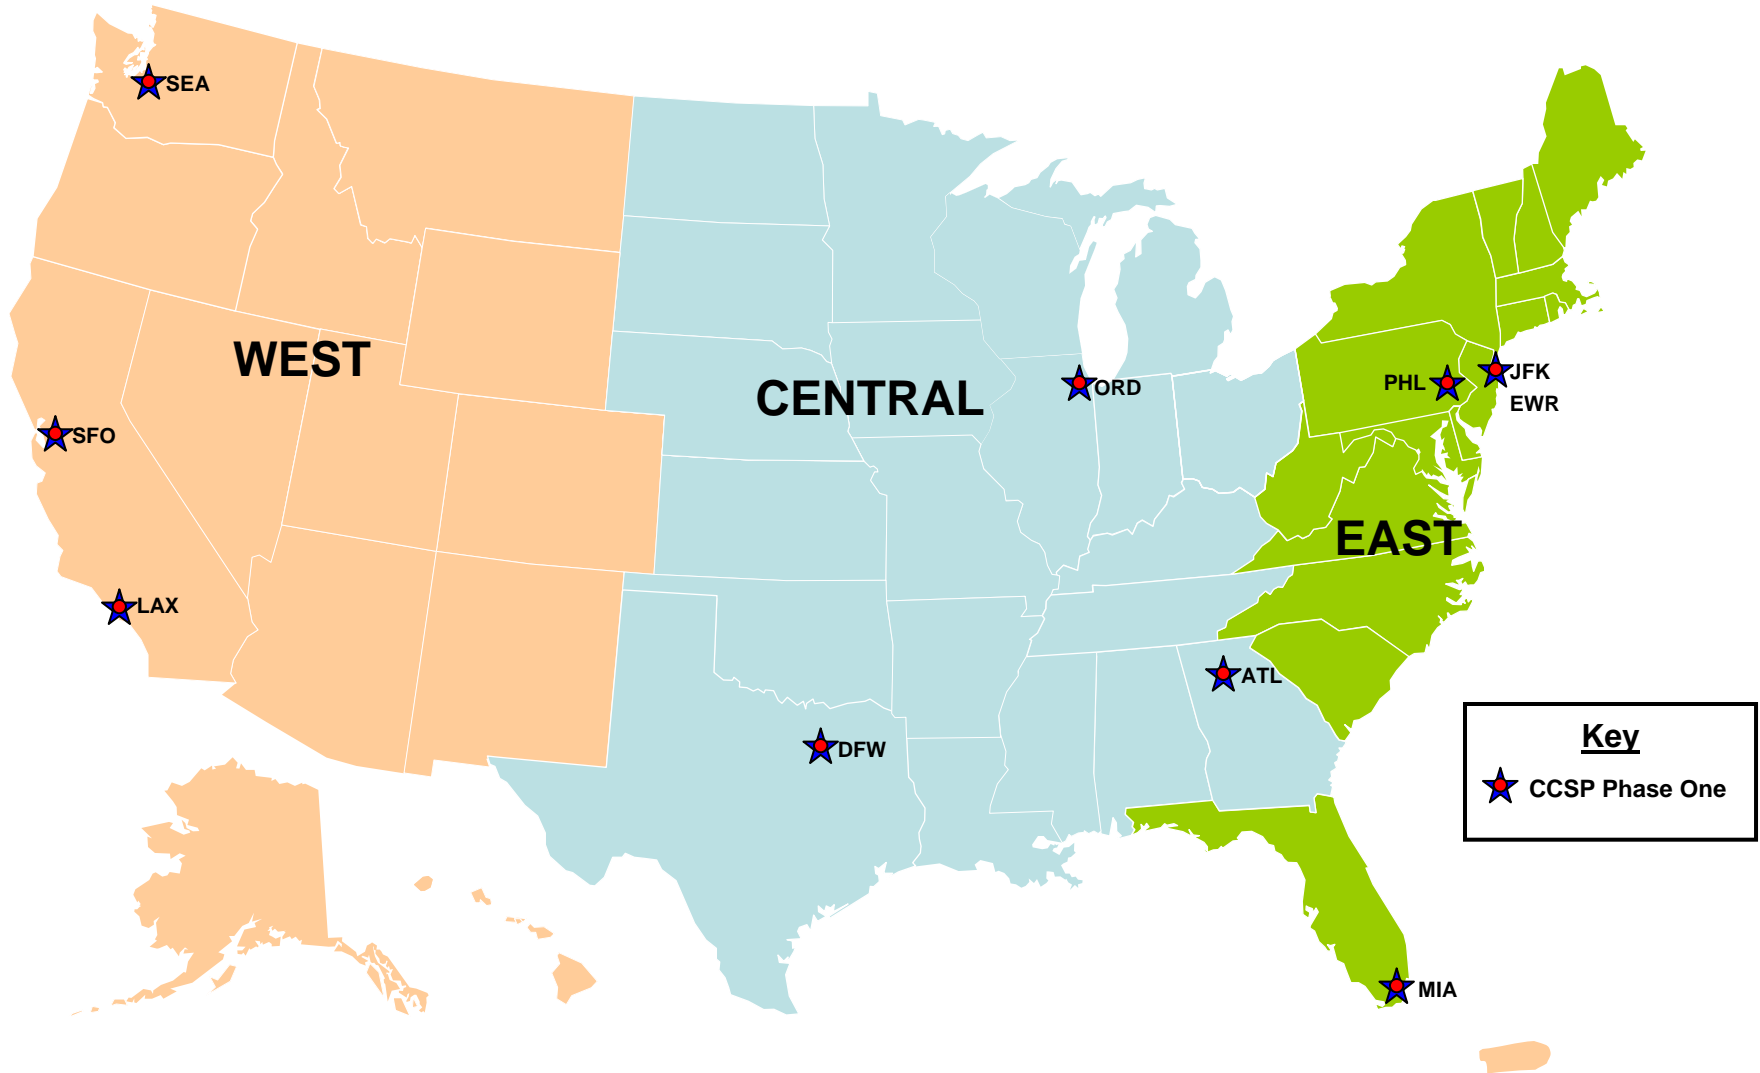 SEA
WEST
CENTRAL
ORD
PHL
JFK
EWR
SFO
EAST
LAX
ATL
DFW
Key
CCSP Phase One
MIA